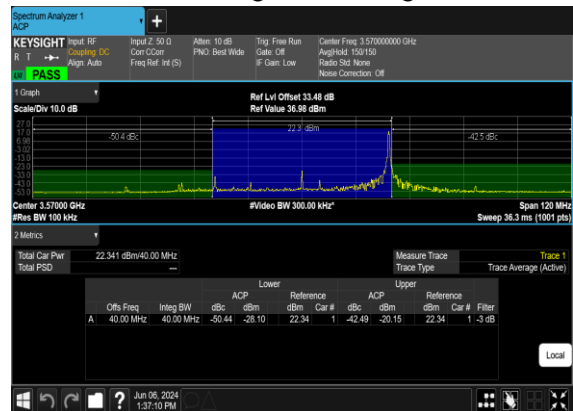 Spectrum Analyzer 1
ACP
+
KEYSIGHT Input: RF Input Z: 50 Ω Atten: 10 dB Trig: Free Run Center Freq: 3.570000000 GHz
R T Coupling: DC Corr CCorr PNO: Best Wide Gate: Off Avg|Hold: 150/150
Align: Auto Freq Ref: Int (S) IF Gain: Low Radio Std: None
LW PASS Noise Correction: Off
1 Graph Ref Lvl Offset 33.48 dB
Scale/Div 10.0 dB Ref Value 36.98 dBm
27.0
17.0 -50.4 dBc 22.3 dBm -42.5 dBc
6.98
-3.02
-13.0
-23.0
-33.0
-43.0
-53.0
Center 3.57000 GHz #Video BW 300.00 kHz* Span 120 MHz
#Res BW 100 kHz Sweep 36.3 ms (1001 pts)
2 Metrics
Total Car Pwr 22.341 dBm/40.00 MHz Measure Trace Trace 1
Total PSD --- Trace Type Trace Average (Active)
Lower Upper
ACP Reference ACP Reference
Offs Freq Integ BW dBc dBm dBm Car # dBc dBm dBm Car # Filter
A 40.00 MHz 40.00 MHz -50.44 -28.10 22.34 1 -42.49 -20.15 22.34 1 -3 dB
Local
? Jun 06, 2024
1:37:10 PM